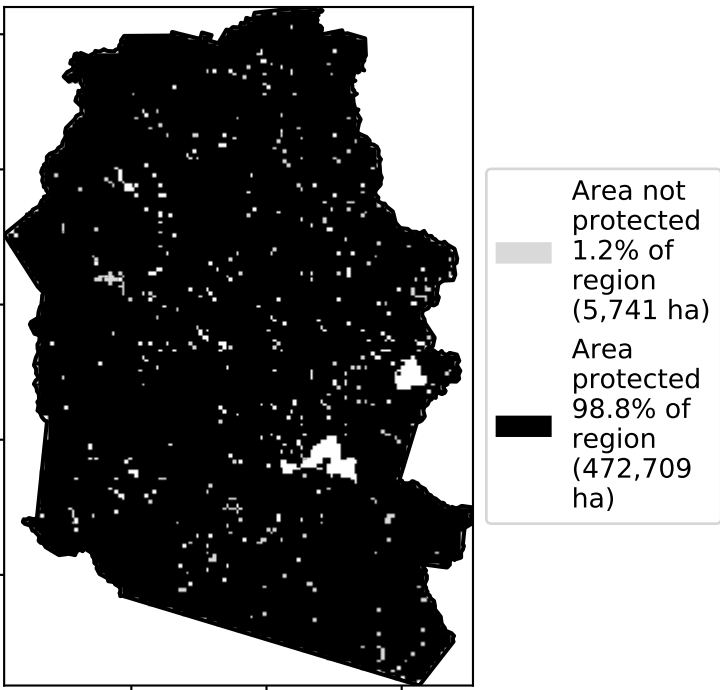 Area not
protected
1.2% of
region
(5,741 ha)
Area
protected
98.8% of
region
(472,709
ha)